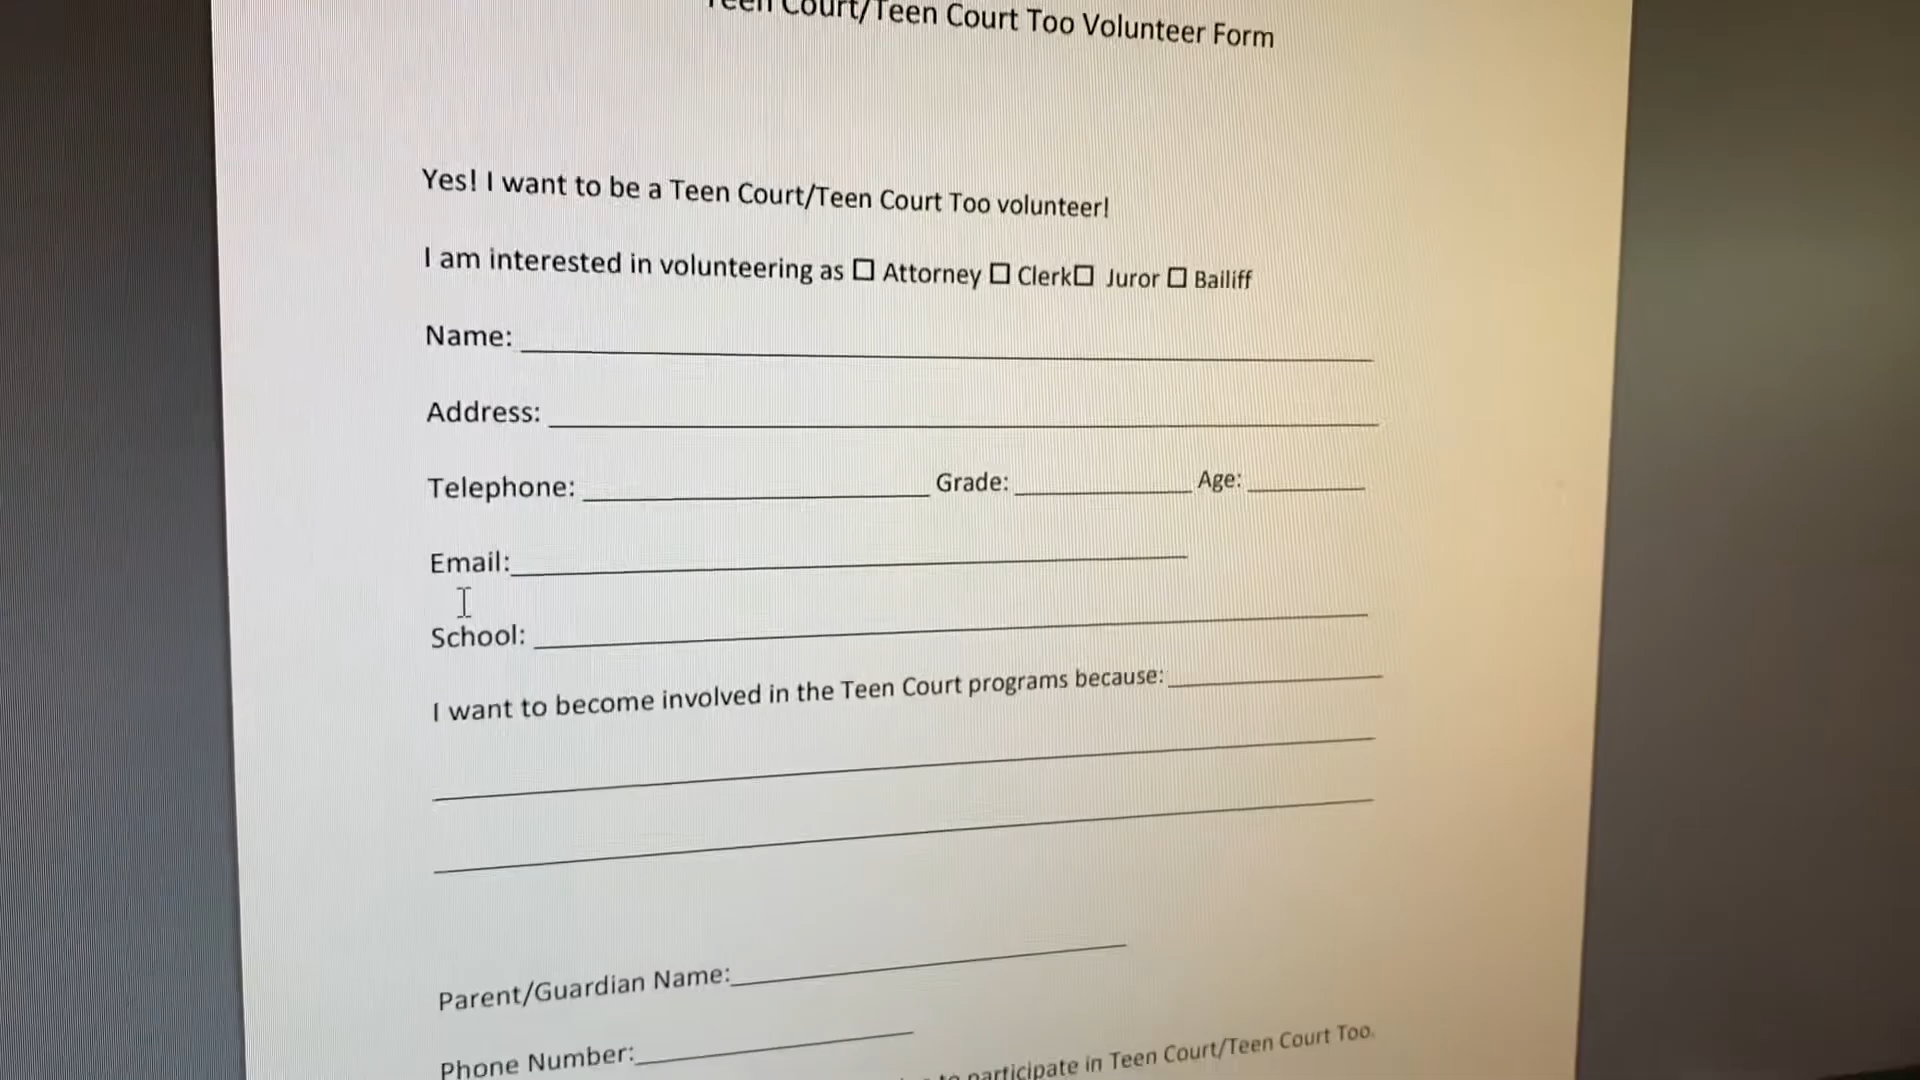 Teen Court/Teen Court Too Volunteer Form
Yes! I want to be a Teen Court/Teen Court Too volunteer!
I am interested in volunteering as ☐ Attorney ☐ Clerk☐ Juror ☐ Bailiff
Name: 
Address: 
Telephone: Grade: Age: 
Email:
School: 
I want to become involved in the Teen Court programs because:
Parent/Guardian Name:
Phone Number:
to participate in Teen Court/Teen Court Too.